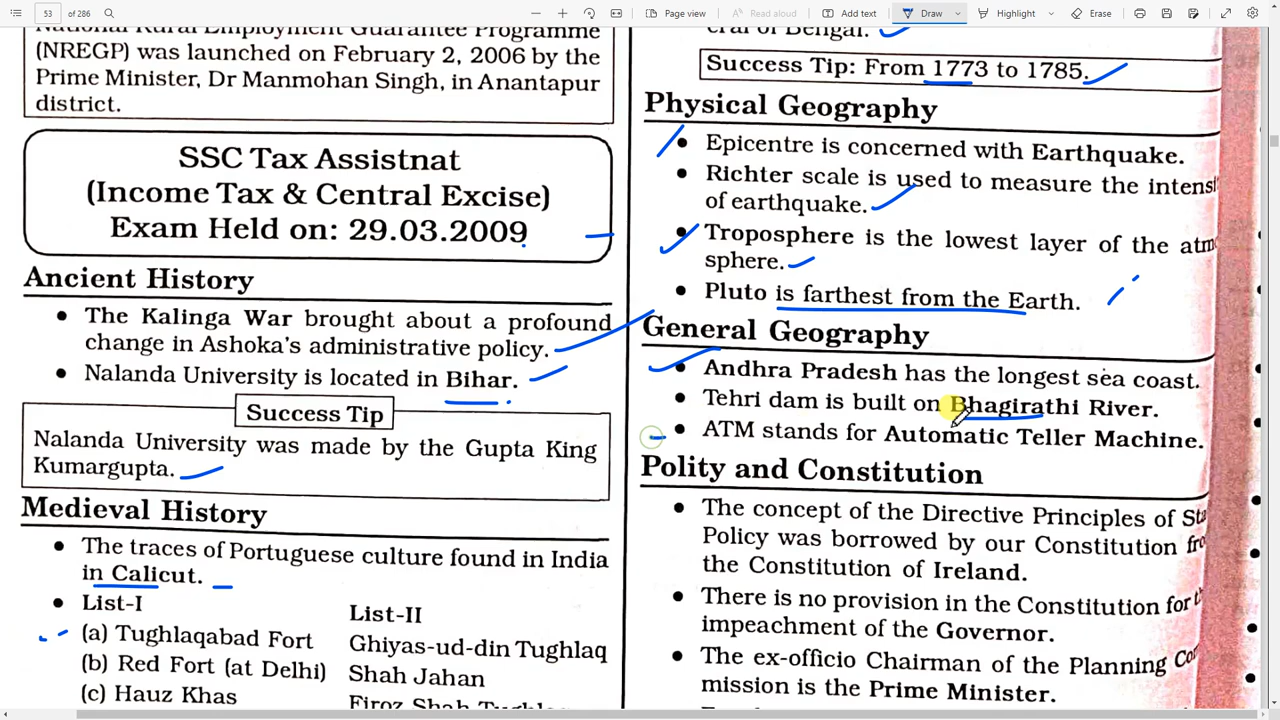 53 of 286
Page view
Read aloud
Add text
Draw
Highlight
Erase
National Rural Employment Guarantee Programme
(NREGP) was launched on February 2, 2006 by the
Prime Minister, Dr Manmohan Singh, in Anantapur
district.
SSC Tax Assistnat
(Income Tax & Central Excise)
Exam Held on: 29.03.2009
Ancient History
• The Kalinga War brought about a profound
change in Ashoka's administrative policy.
• Nalanda University is located in Bihar.
Success Tip
Nalanda University was made by the Gupta King
Kumargupta.
Medieval History
• The traces of Portuguese culture found in India
in Calicut.
• List-I List-II
(a) Tughlaqabad Fort Ghiyas-ud-din Tughlaq
(b) Red Fort (at Delhi) Shah Jahan
(c) Hauz Khas Firoz Shah
eral of Bengal.
Success Tip: From 1773 to 1785.
Physical Geography
• Epicentre is concerned with Earthquake.
• Richter scale is used to measure the intensi
of earthquake.
• Troposphere is the lowest layer of the atmo
sphere.
• Pluto is farthest from the Earth.
General Geography
• Andhra Pradesh has the longest sea coast.
• Tehri dam is built on Bhagirathi River.
• ATM stands for Automatic Teller Machine.
Polity and Constitution
• The concept of the Directive Principles of Sta
Policy was borrowed by our Constitution fro
the Constitution of Ireland.
• There is no provision in the Constitution for th
impeachment of the Governor.
• The ex-officio Chairman of the Planning Com
mission is the Prime Minister.